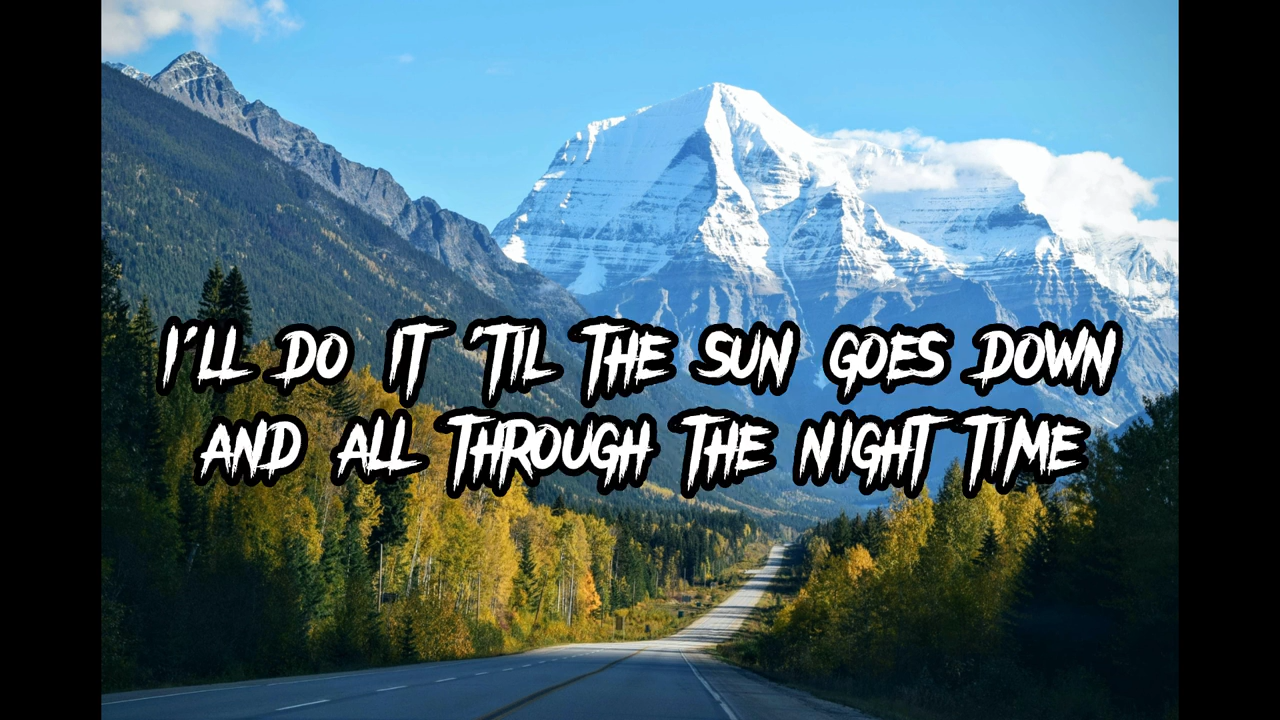 I'LL DO IT 'TIL THE SUN GOES DOWN
AND ALL THROUGH THE NIGHT TIME